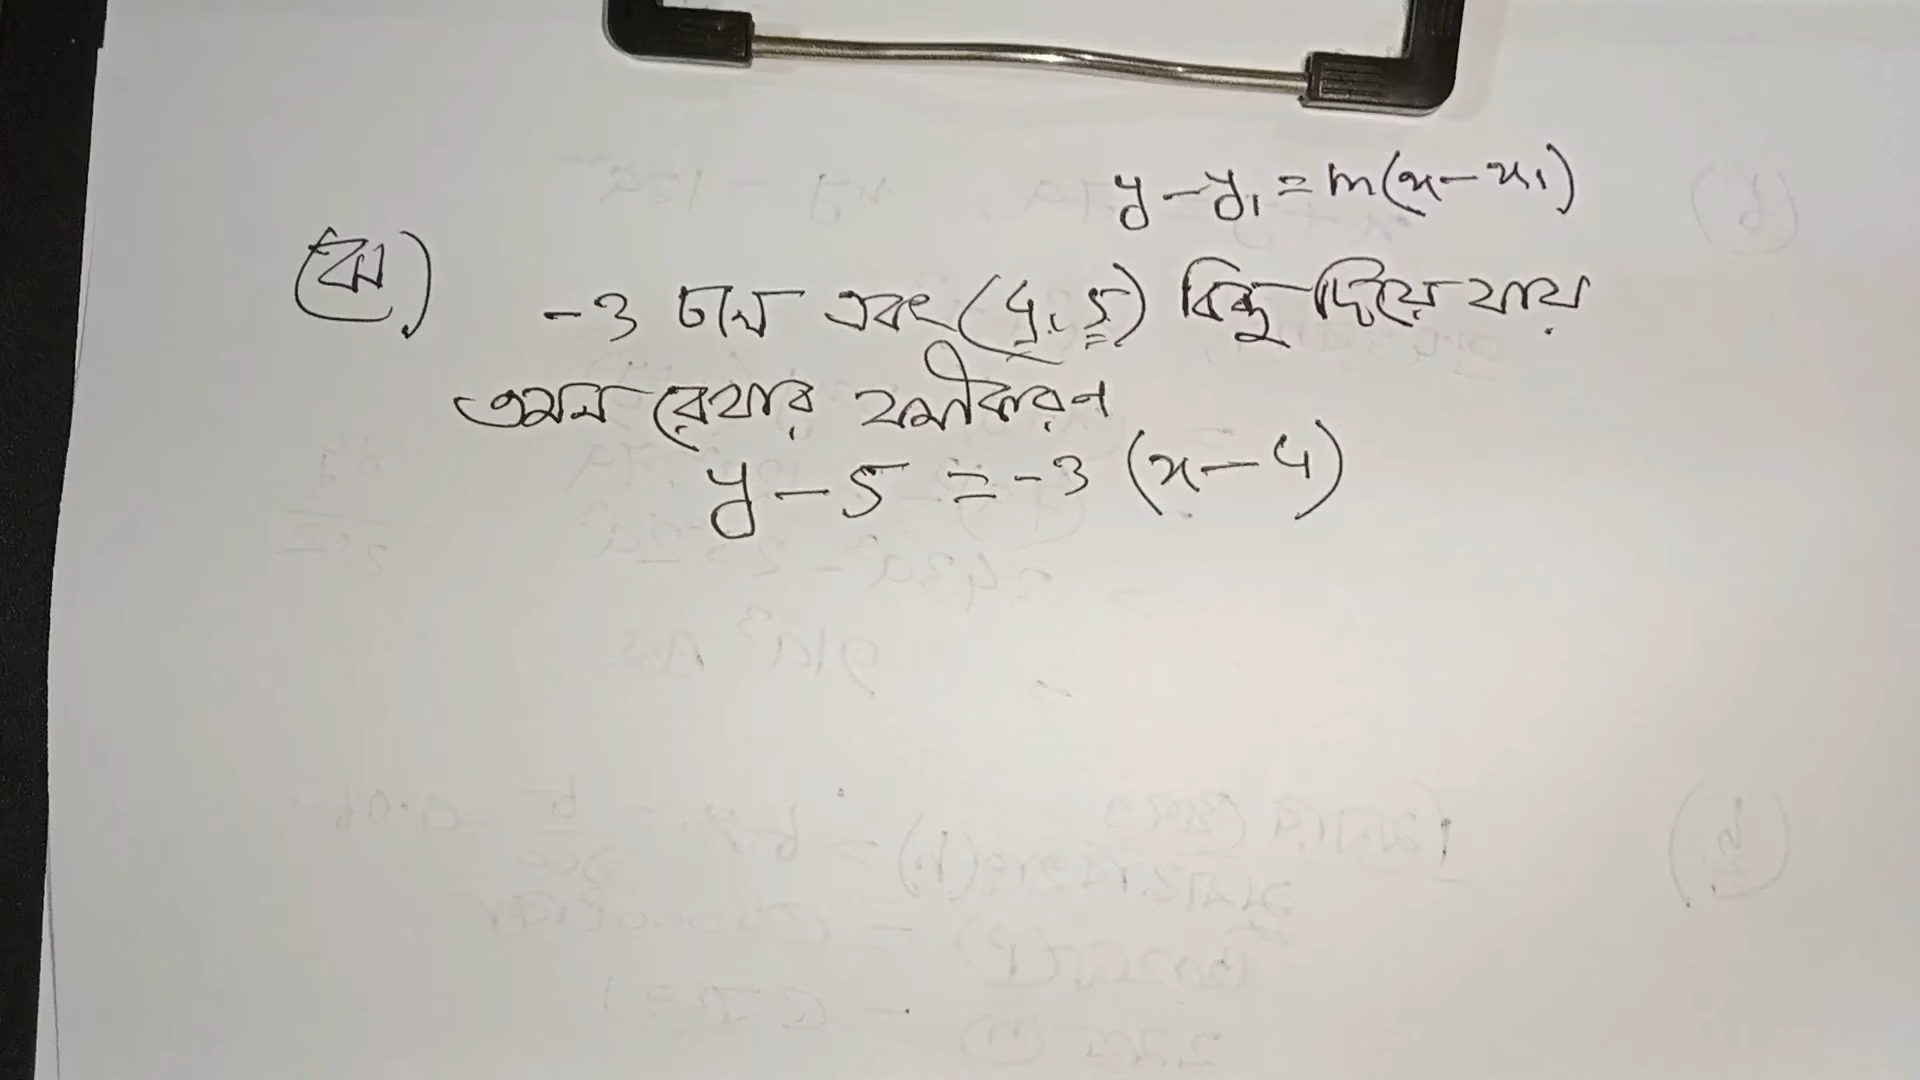 y - y₁ = m(x - x₁)
(ঝ) -3 ঢাল এবং (4, 5) বিন্দু দিয়ে যায়
এমন রেখার সমীকরণ
y - 5 = -3 (x - 4)